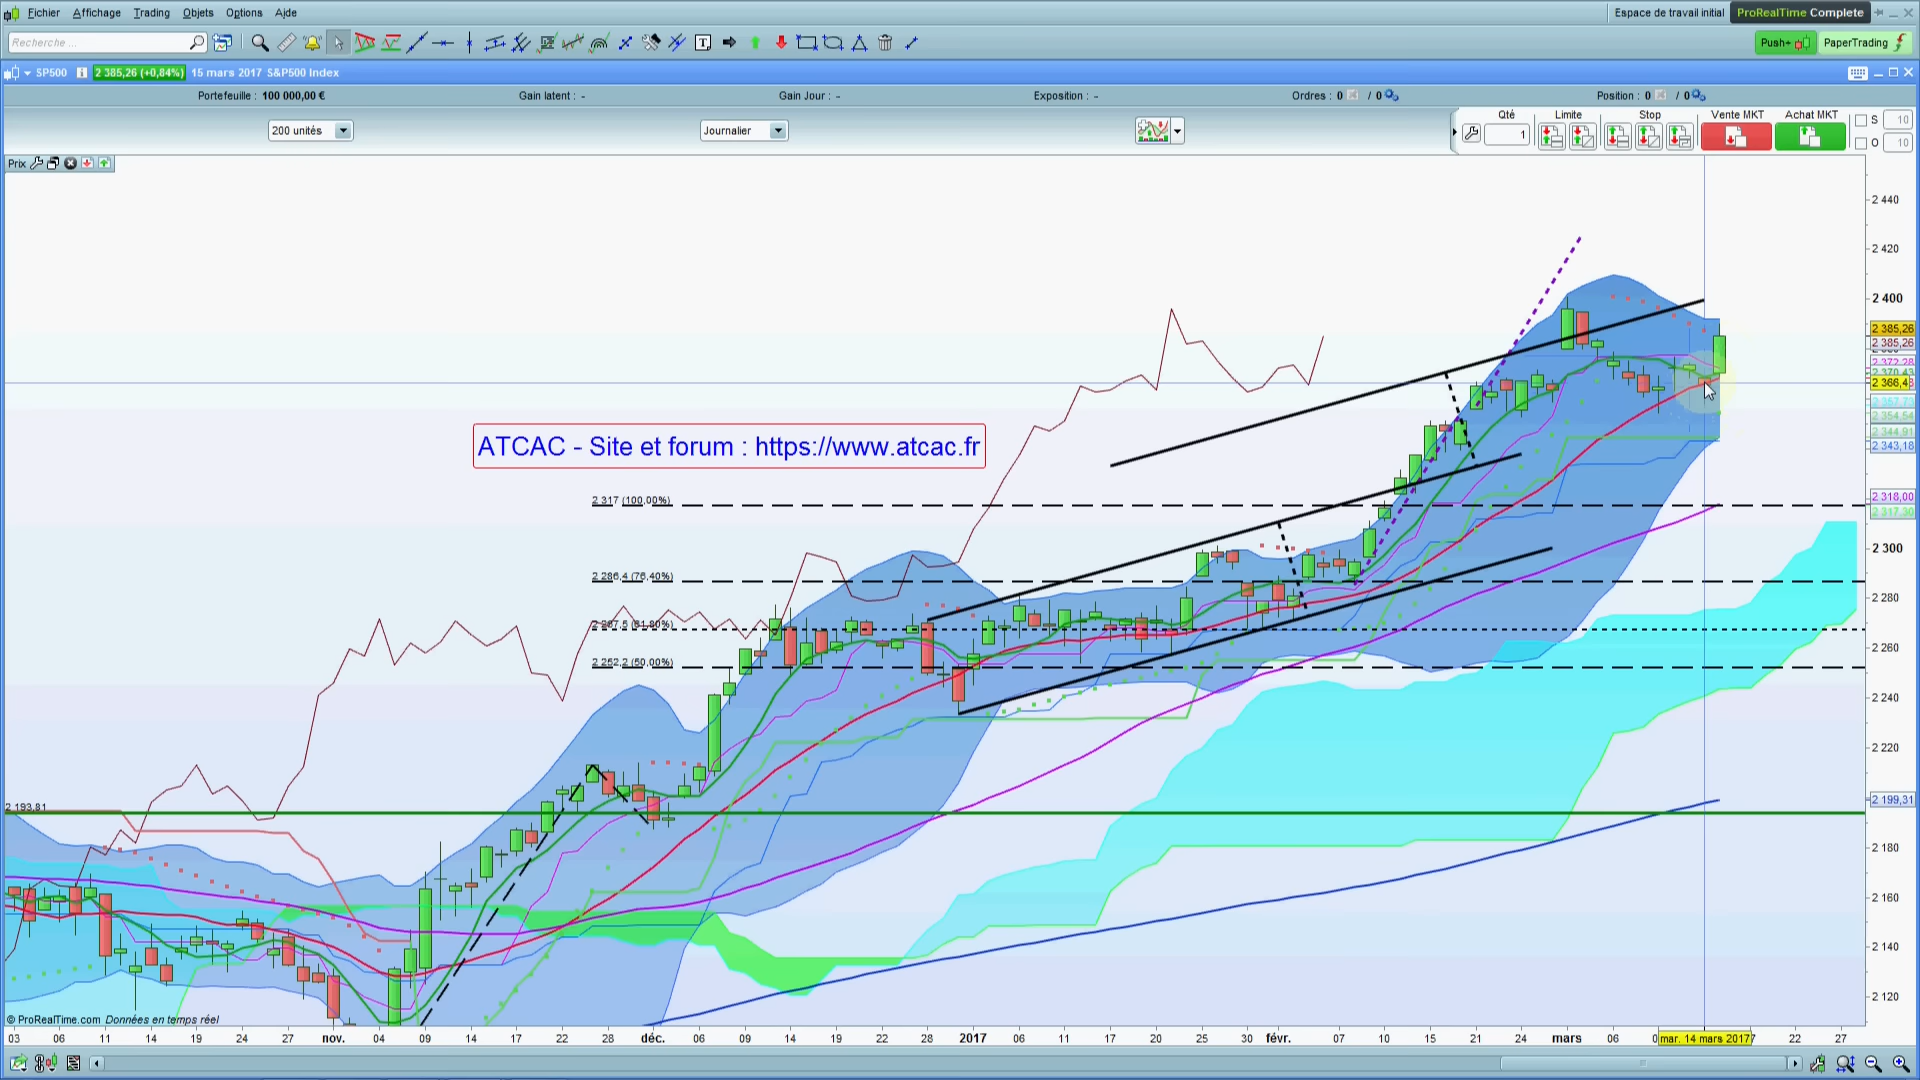 Fichier Affichage Trading Objets Options Aide
Espace de travail initial ProRealTime Complete
Recherche ...
Push+ PaperTrading
SP500 2 385,26 (+0,84%) 15 mars 2017 S&P500 Index
Portefeuille : 100 000,00 € Gain latent : - Gain Jour : - Exposition : - Ordres : 0 / 0 Position : 0 / 0
200 unités Journalier
Qté Limite Stop Vente MKT Achat MKT
1
S 10
O 10
Prix
2 440
2 420
2 400
2 385,26
2 385,26
2 372,28
2 366,43
2 354,54
2 344,91
2 343,18
ATCAC - Site et forum : https://www.atcac.fr
2 317 (100,00%)
2 318,00
2 317,30
2 300
2 286,4 (76,40%)
2 280
2 267,5 (61,80%)
2 260
2 252,2 (50,00%)
2 240
2 220
2 199,31
2 193,81
2 180
2 160
2 140
2 120
© ProRealTime.com Données en temps réel
03 06 11 14 19 24 27 nov. 04 09 14 17 22 28 déc. 06 09 14 19 22 28 2017 06 11 17 20 25 30 févr. 07 10 15 21 24 mars 06 mar. 14 mars 2017 22 27